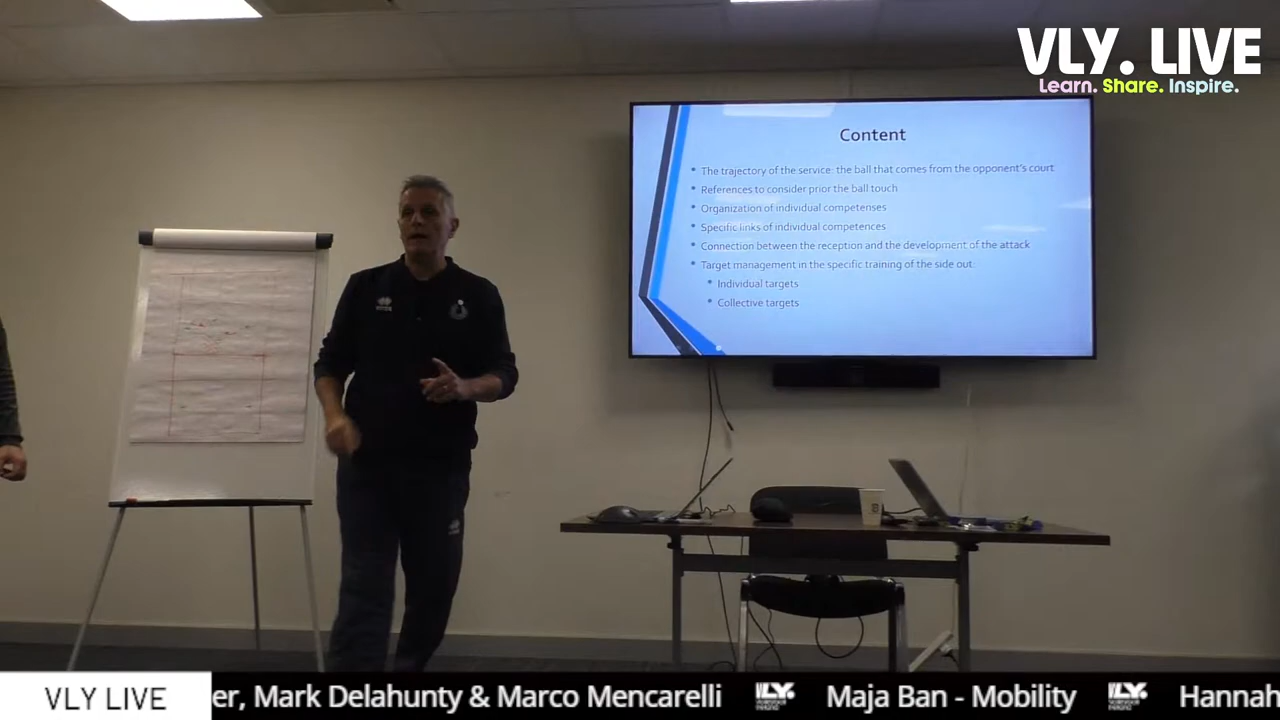 VLY. LIVE
Learn. Share. Inspire.
Content
• The trajectory of the service: the ball that comes from the opponent's court
• References to consider prior the ball touch
• Organization of individual competenses
• Specific links of individual competences
• Connection between the reception and the development of the attack
• Target management in the specific training of the side out:
• Individual targets
• Collective targets
VLY LIVE
er, Mark Delahunty & Marco Mencarelli
Maja Ban - Mobility
Hannah